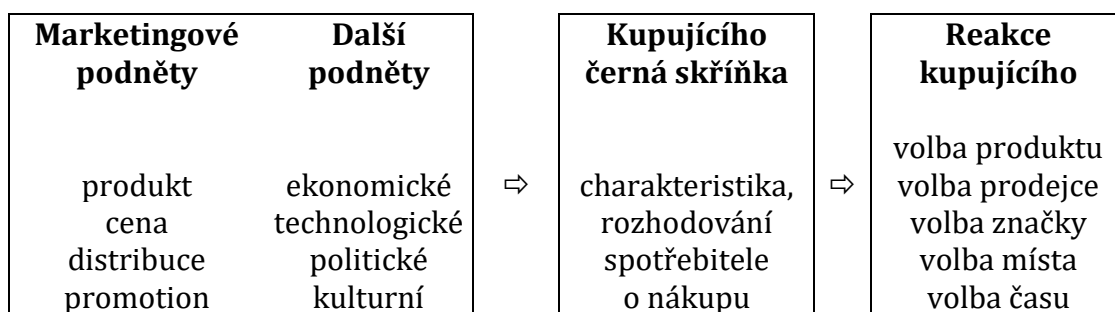 Marketingové podněty
produkt
cena
distribuce
promotion
Další podněty
ekonomické
technologické
politické
kulturní
⇨
Kupujícího
černá skříňka
charakteristika,
rozhodování
spotřebitele
o nákupu
⇨
Reakce
kupujícího
volba produktu
volba prodejce
volba značky
volba místa
volba času